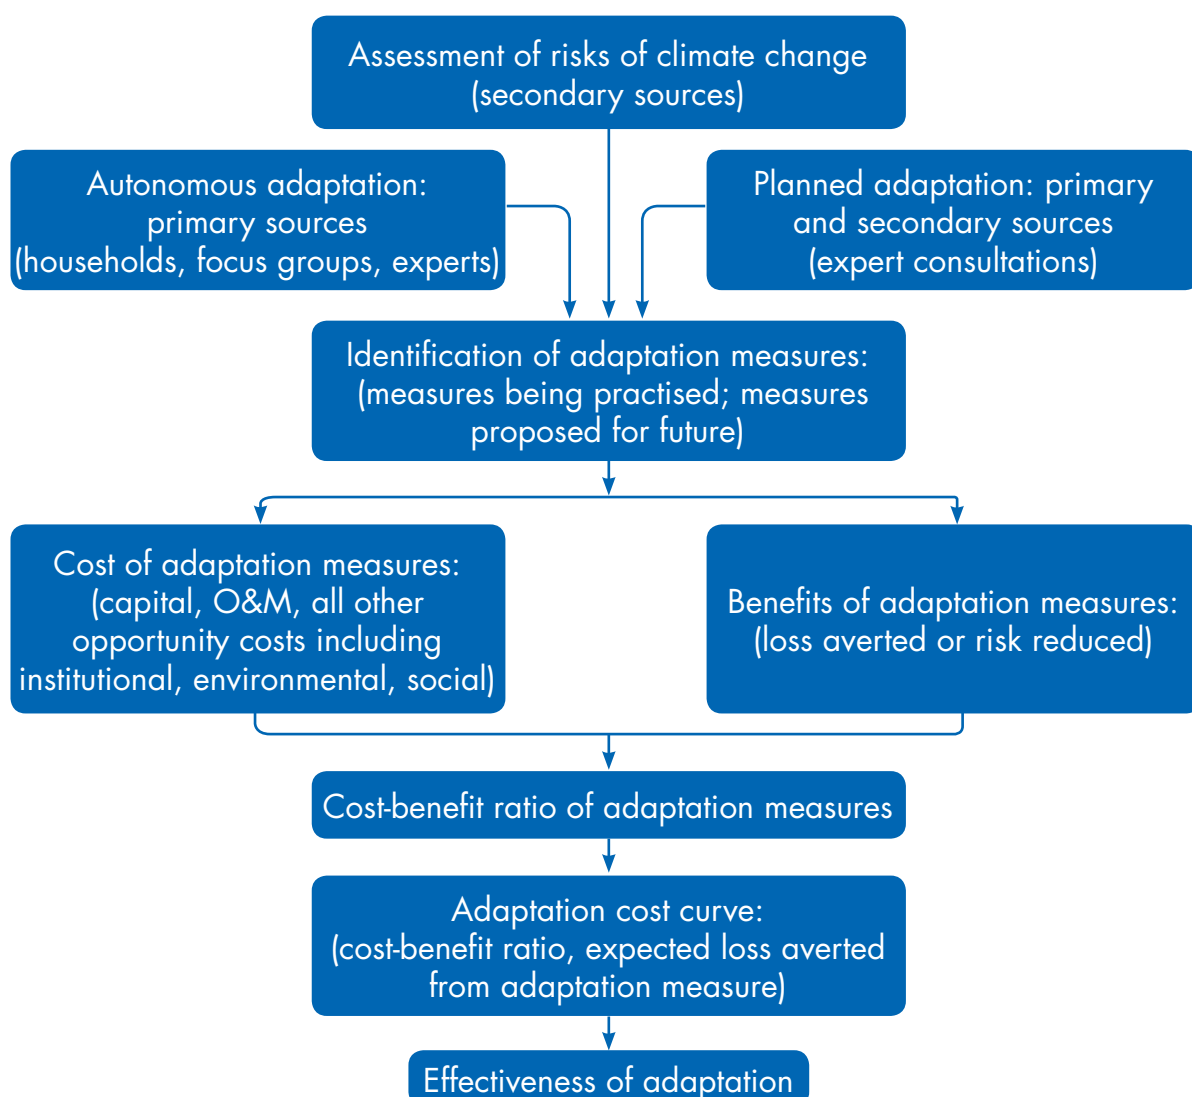 Assessment of risks of climate change
(secondary sources)
Autonomous adaptation:
primary sources
(households, focus groups, experts)
Planned adaptation: primary
and secondary sources
(expert consultations)
Identification of adaptation measures:
(measures being practised; measures
proposed for future)
Cost of adaptation measures:
(capital, O&M, all other
opportunity costs including
institutional, environmental, social)
Benefits of adaptation measures:
(loss averted or risk reduced)
Cost-benefit ratio of adaptation measures
Adaptation cost curve:
(cost-benefit ratio, expected loss averted
from adaptation measure)
Effectiveness of adaptation